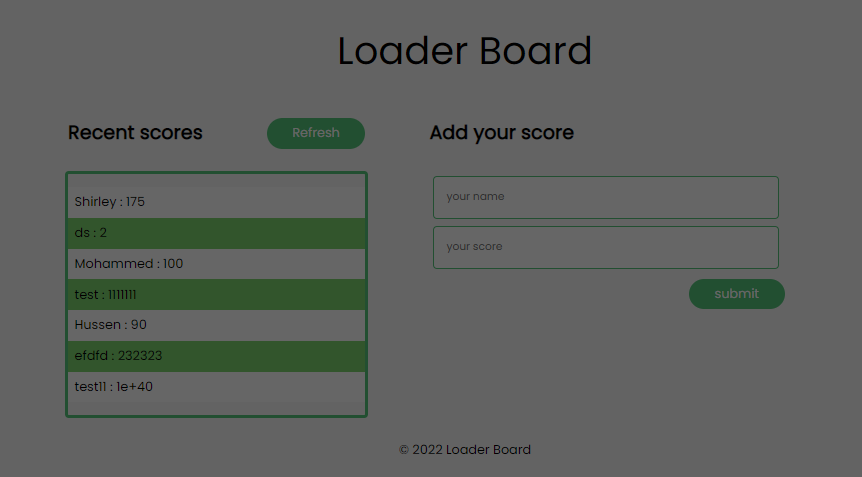 Loader Board
Recent scores
Refresh
Shirley : 175
ds : 2
Mohammed : 100
test : 1111111
Hussen : 90
efdfd : 232323
test11 : 1e+40
Add your score
your name
your score
submit
© 2022 Loader Board